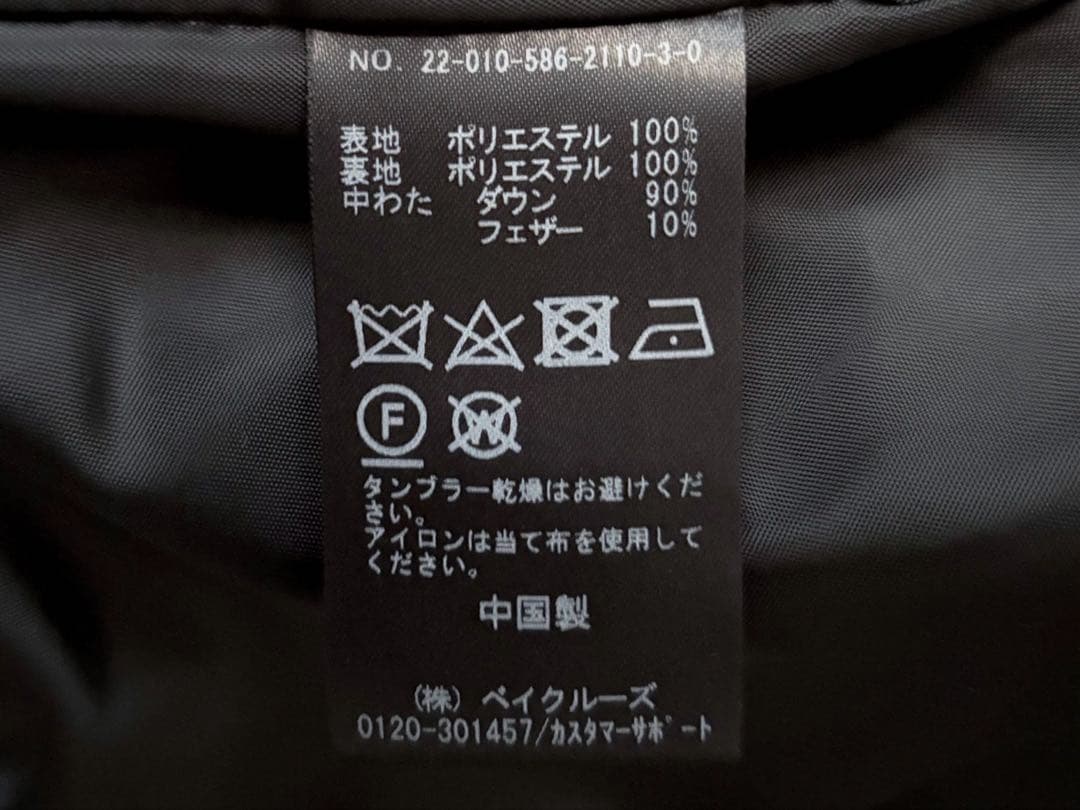 NO. 22-010-586-2110-3-0
表地 ポリエステル 100%
裏地 ポリエステル 100%
中わた ダウン 90%
フェザー 10%
F W
タンブラー乾燥はお避けくだ
さい。
アイロンは当て布を使用して
ください。
中国製
(株) ベイクルーズ
0120-301457/カスタマーサポート